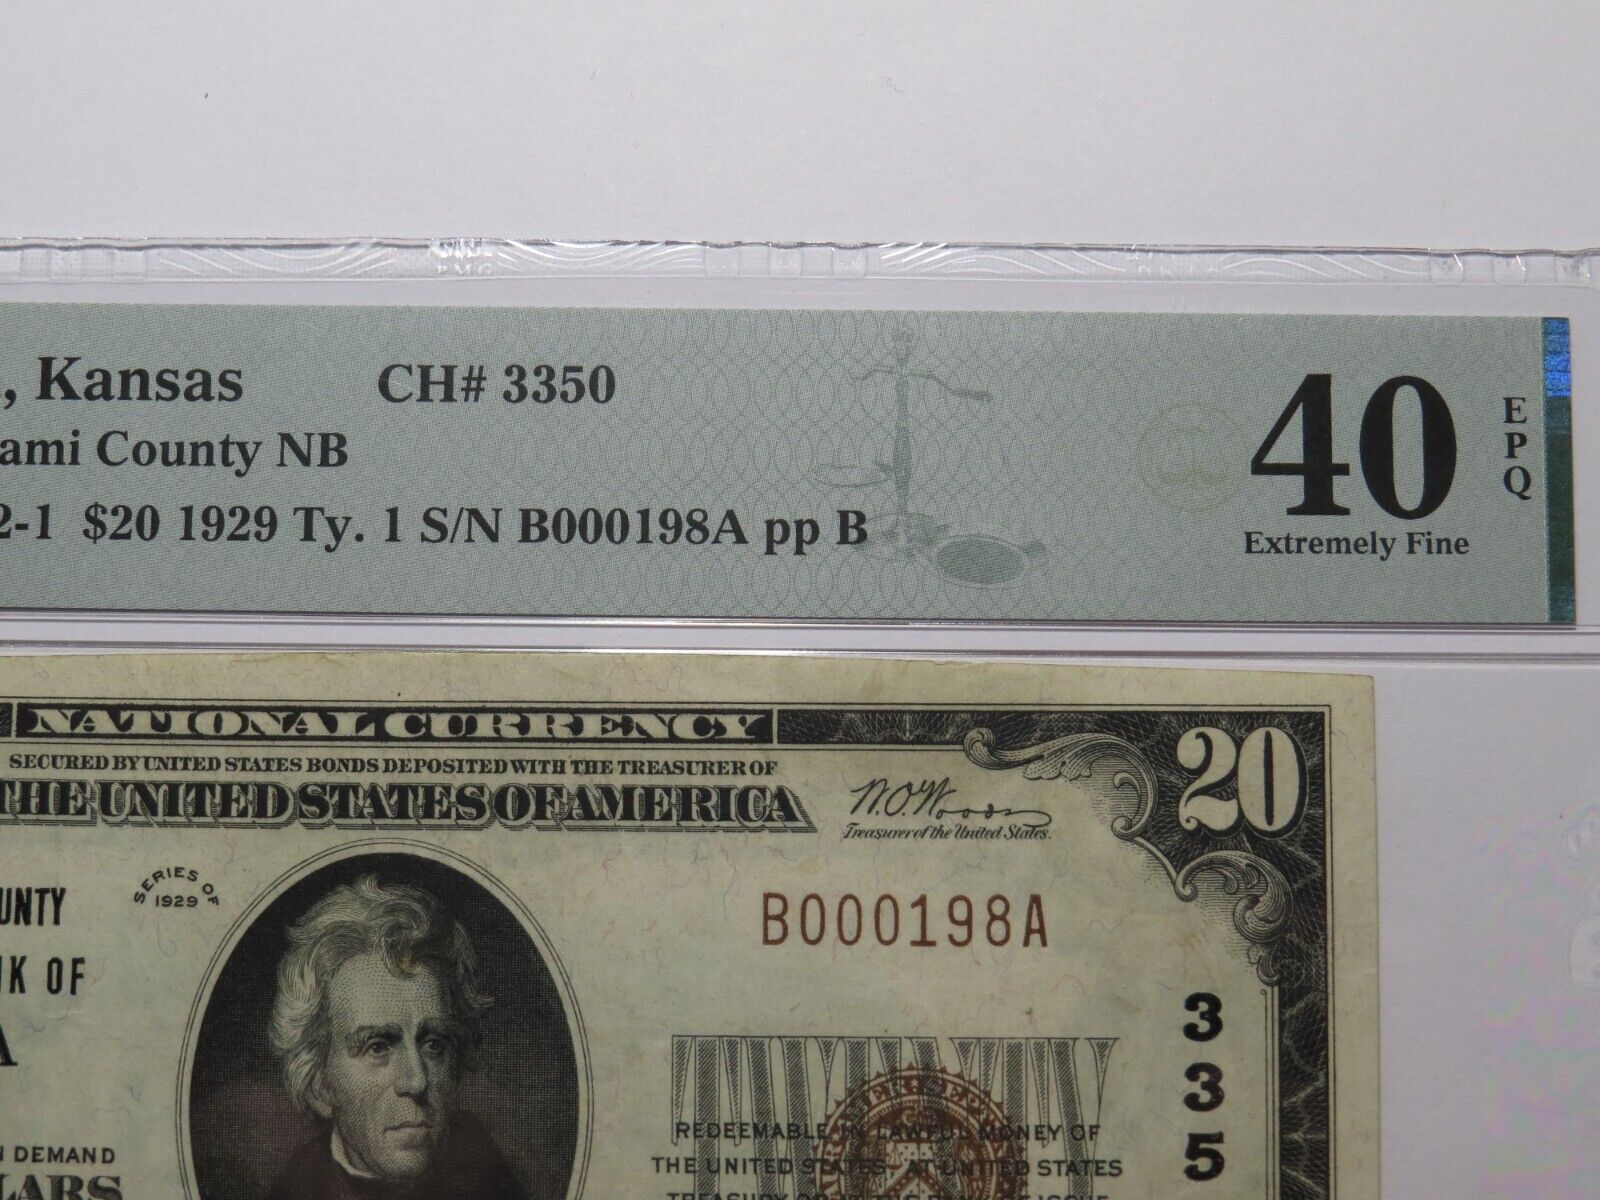 , Kansas CH# 3350
ami County NB
2-1 $20 1929 Ty. 1 S/N B000198A pp B
40
EPQ
Extremely Fine
NATIONAL CURRENCY
SECURED BY UNITED STATES BONDS DEPOSITED WITH THE TREASURER OF
THE UNITED STATES OF AMERICA
W.O. Woods
Treasurer of the United States.
20
SERIES OF
1929
UNTY
B000198A
NK OF
A
3
3
5
N DEMAND
LARS
REDEEMABLE IN LAWFUL MONEY OF
THE UNITED STATES, AT UNITED STATES